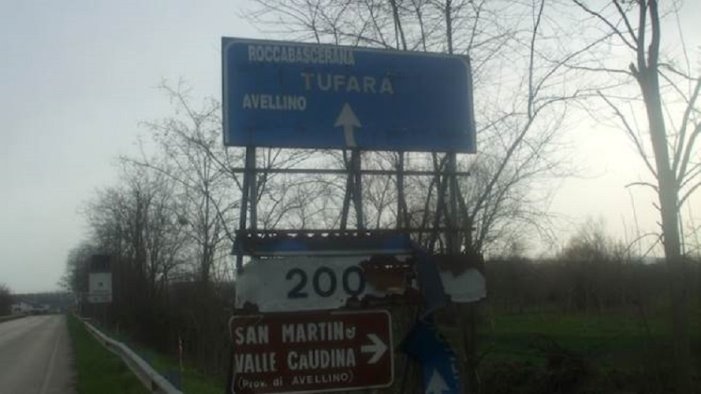 ROCCABASCERANA
TUFARA
AVELLINO
200
SAN MARTINO
VALLE CAUDINA
(Prov. di AVELLINO)